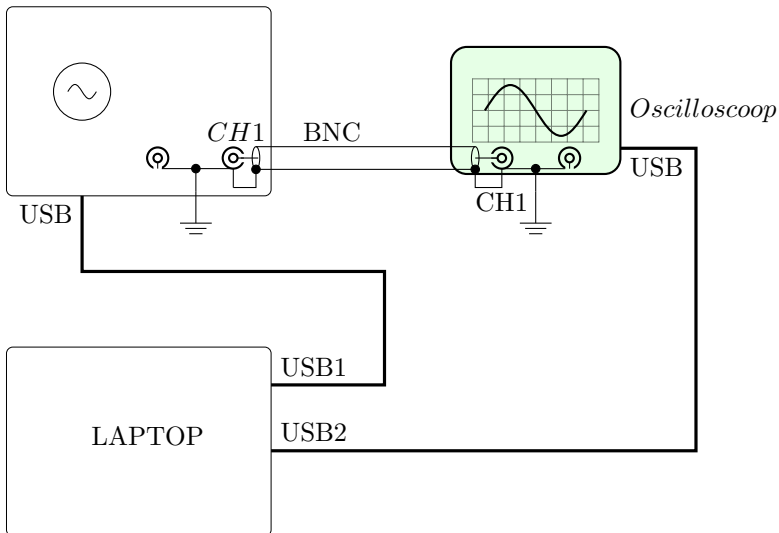 CH1
BNC
Oscilloscoop
USB
CH1
USB
USB1
LAPTOP
USB2